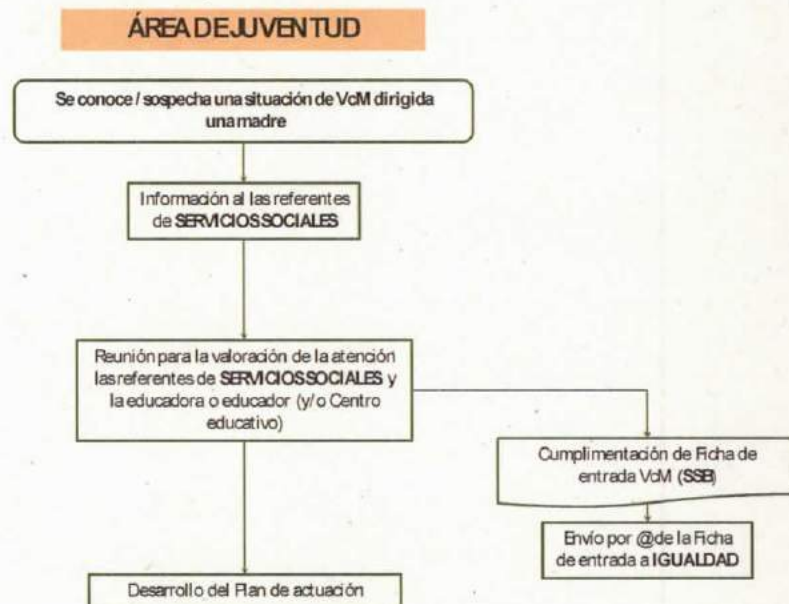 ÁREA DE JUVENTUD
Se conoce / sospecha una situación de VcM dirigida
una madre
Información al las referentes
de SERVICIOS SOCIALES
Reunión para la valoración de la atención
las referentes de SERVICIOS SOCIALES y
la educadora o educador (y/o Centro
educativo)
Cumplimentación de Ficha de
entrada VcM (SSB)
Envío por @ de la Ficha
de entrada a IGUALDAD
Desarrollo del Plan de actuación